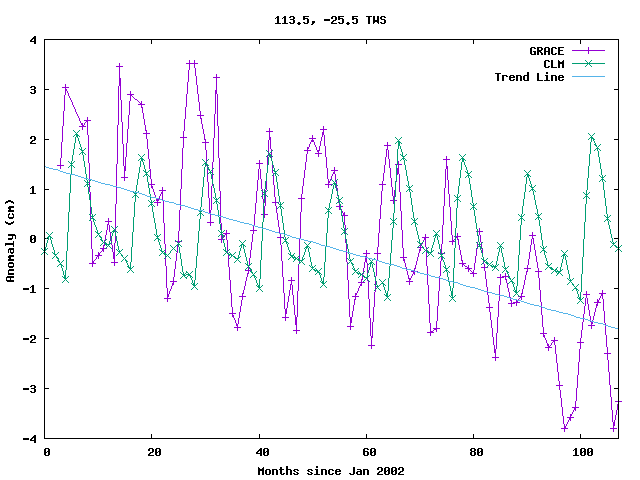 113.5, -25.5 TWS
GRACE
CLM
Trend Line
4
3
2
1
0
-1
-2
-3
-4
Anomaly (cm)
0 20 40 60 80 100
Months since Jan 2002